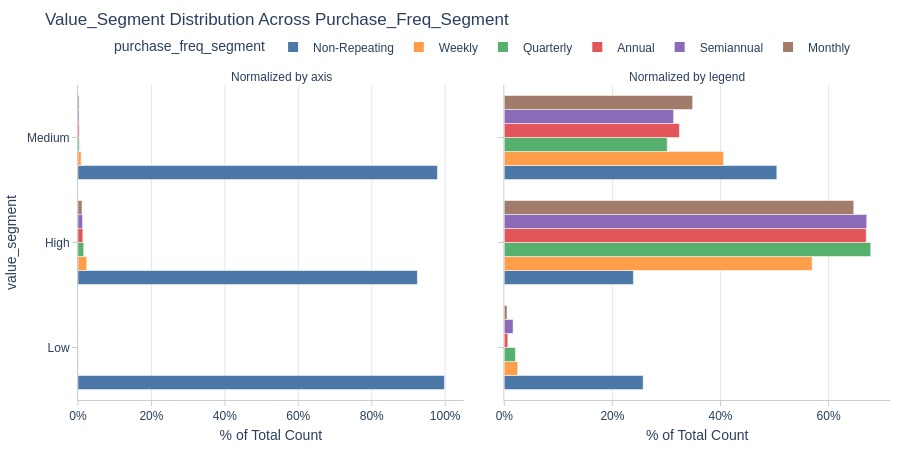 Value_Segment Distribution Across Purchase_Freq_Segment
purchase_freq_segment Non-Repeating Weekly Quarterly Annual Semiannual Monthly
Normalized by axis Normalized by legend
value_segment
Medium
High
Low
0% 20% 40% 60% 80% 100% 0% 20% 40% 60%
% of Total Count % of Total Count